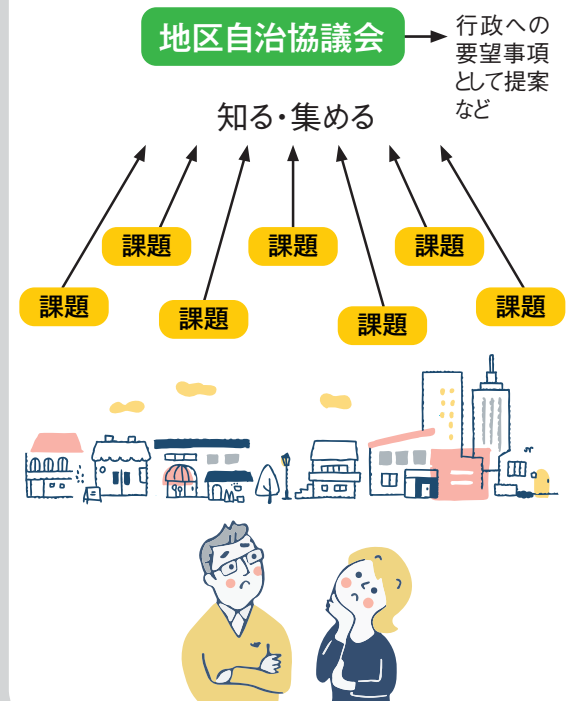 地区自治協議会
行政への
要望事項
として提案
など
知る・集める
課題
課題
課題
課題
課題
課題
課題